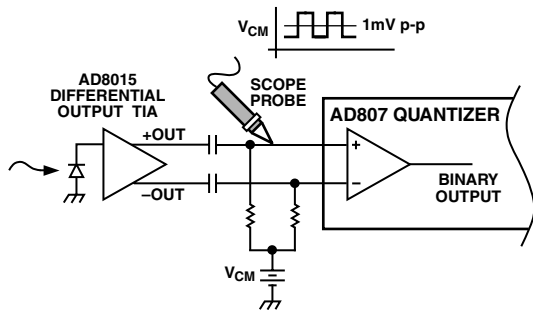 VCM
1mV p-p
AD8015
DIFFERENTIAL
OUTPUT TIA
SCOPE
PROBE
AD807 QUANTIZER
+OUT
+
–OUT
–
BINARY
OUTPUT
VCM